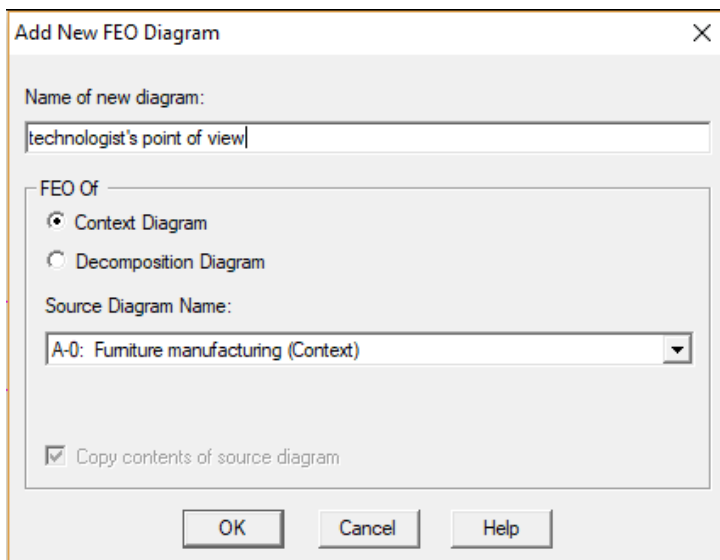 Add New FEO Diagram
Name of new diagram:
technologist's point of view
FEO Of
Context Diagram
Decomposition Diagram
Source Diagram Name:
A-0: Furniture manufacturing (Context)
Copy contents of source diagram
OK Cancel Help